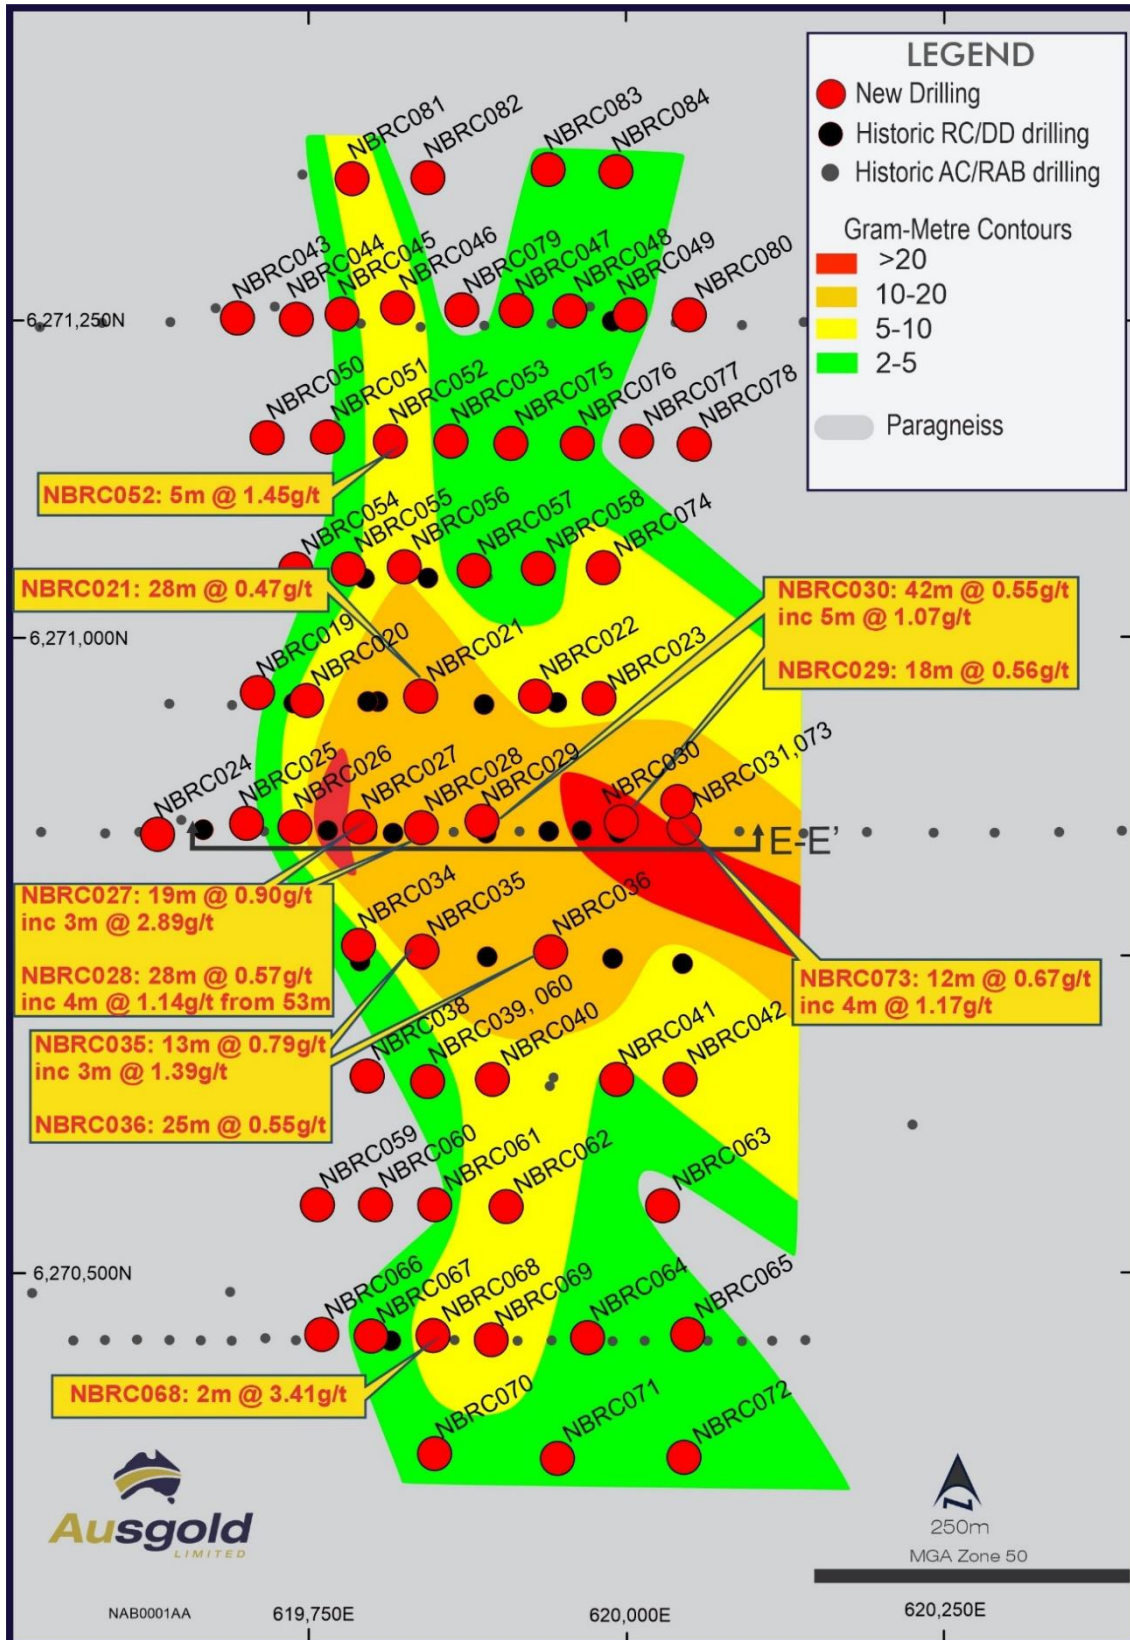 LEGEND
New Drilling
Historic RC/DD drilling
Historic AC/RAB drilling
Gram-Metre Contours
>20
10-20
5-10
2-5
Paragneiss
NBRC081
NBRC082
NBRC083
NBRC084
NBRC043
NBRC044
NBRC045
NBRC046
NBRC079
NBRC047
NBRC048
NBRC049
NBRC080
6,271,250N
NBRC050
NBRC051
NBRC052
NBRC053
NBRC075
NBRC076
NBRC077
NBRC078
NBRC052: 5m @ 1.45g/t
NBRC054
NBRC055
NBRC056
NBRC057
NBRC058
NBRC074
NBRC021: 28m @ 0.47g/t
NBRC030: 42m @ 0.55g/t
inc 5m @ 1.07g/t
NBRC029: 18m @ 0.56g/t
6,271,000N
NBRC019
NBRC020
NBRC021
NBRC022
NBRC023
NBRC024
NBRC025
NBRC026
NBRC027
NBRC028
NBRC029
NBRC030
NBRC031,073
E-E'
NBRC027: 19m @ 0.90g/t
inc 3m @ 2.89g/t
NBRC028: 28m @ 0.57g/t
inc 4m @ 1.14g/t from 53m
NBRC034
NBRC035
NBRC036
NBRC073: 12m @ 0.67g/t
inc 4m @ 1.17g/t
NBRC035: 13m @ 0.79g/t
inc 3m @ 1.39g/t
NBRC036: 25m @ 0.55g/t
NBRC038
NBRC039, 060
NBRC040
NBRC041
NBRC042
NBRC059
NBRC060
NBRC061
NBRC062
NBRC063
6,270,500N
NBRC066
NBRC067
NBRC068
NBRC069
NBRC064
NBRC065
NBRC068: 2m @ 3.41g/t
NBRC070
NBRC071
NBRC072
Ausgold
LIMITED
N
250m
MGA Zone 50
NAB0001AA
619,750E
620,000E
620,250E